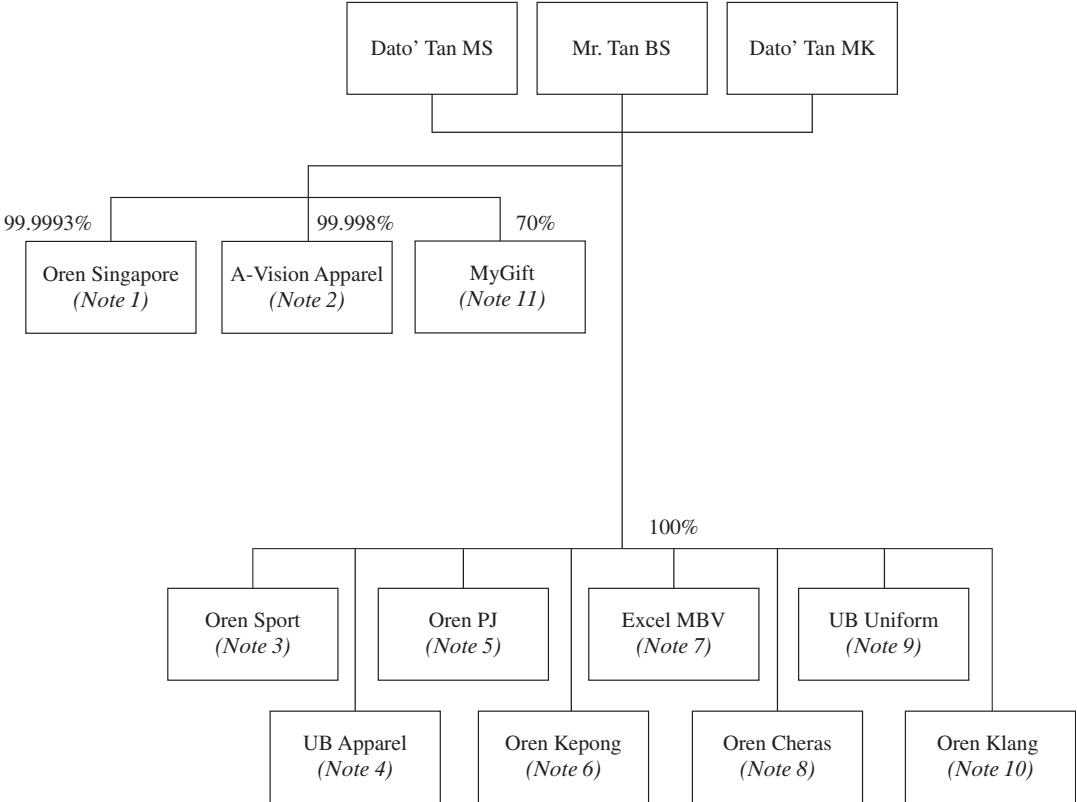 Dato’ Tan MS
Mr. Tan BS
Dato’ Tan MK
99.9993%
99.998%
70%
Oren Singapore
(Note 1)
A-Vision Apparel
(Note 2)
MyGift
(Note 11)
100%
Oren Sport
(Note 3)
Oren PJ
(Note 5)
Excel MBV
(Note 7)
UB Uniform
(Note 9)
UB Apparel
(Note 4)
Oren Kepong
(Note 6)
Oren Cheras
(Note 8)
Oren Klang
(Note 10)